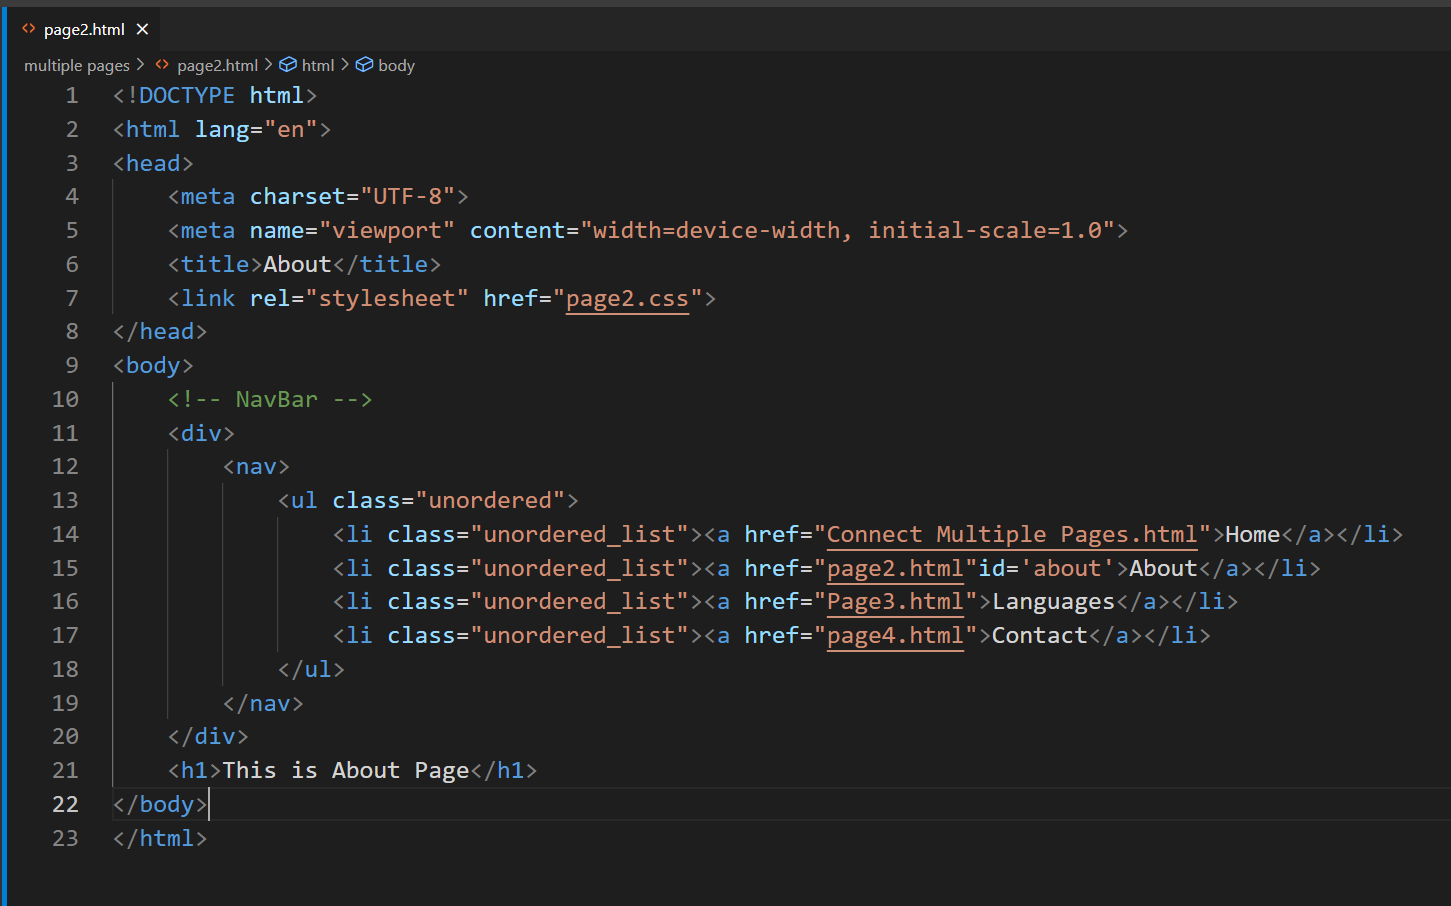 page2.html
multiple pages > page2.html > html > body
1 <!DOCTYPE html>
2 <html lang="en">
3 <head>
4     <meta charset="UTF-8">
5     <meta name="viewport" content="width=device-width, initial-scale=1.0">
6     <title>About</title>
7     <link rel="stylesheet" href="page2.css">
8 </head>
9 <body>
10     <!-- NavBar -->
11     <div>
12         <nav>
13             <ul class="unordered">
14                 <li class="unordered_list"><a href="Connect Multiple Pages.html">Home</a></li>
15                 <li class="unordered_list"><a href="page2.html"id='about'>About</a></li>
16                 <li class="unordered_list"><a href="Page3.html">Languages</a></li>
17                 <li class="unordered_list"><a href="page4.html">Contact</a></li>
18             </ul>
19         </nav>
20     </div>
21     <h1>This is About Page</h1>
22 </body>
23 </html>